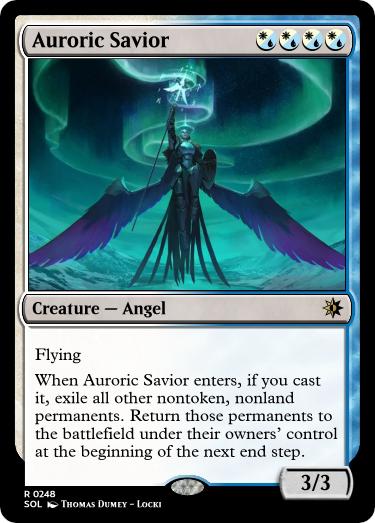 Auroric Savior
Creature — Angel
Flying
When Auroric Savior enters, if you cast
it, exile all other nontoken, nonland
permanents. Return those permanents to
the battlefield under their owners' control
at the beginning of the next end step.
3/3
R 0248
SOL Thomas Dumey – Locki